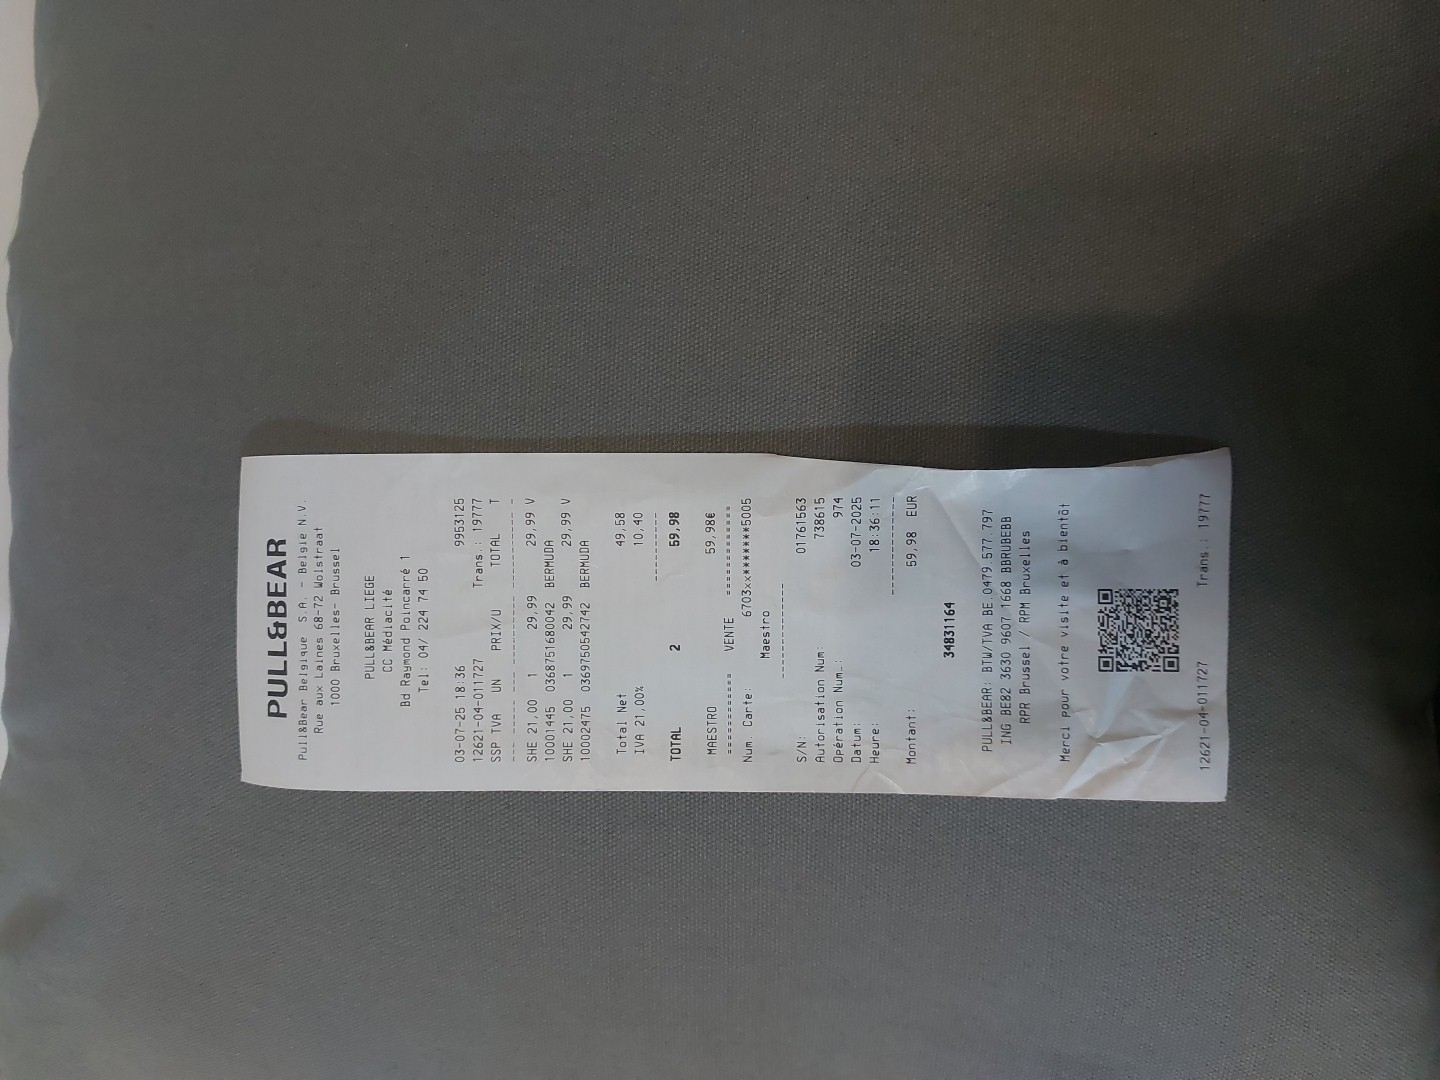 PULL&BEAR
Pull&Bear Belgique S.A. - Belgie N.V.
Rue aux Laines 68-72 Wolstraat
1000 Bruxelles- Brussel
PULL&BEAR LIEGE
CC Médiacité
Bd Raymond Poincarré 1
Tel: 04/ 224 74 50
03-07-25 18:36 9953125
12621-04-011727 Trans.: 19777
SSP TVA UN PRIX/U TOTAL T
SHE 21,00 1 29,99 29,99 V
10001445 0368751680042 BERMUDA
SHE 21,00 1 29,99 29,99 V
10002475 03697505542742 BERMUDA
Total Net 49,58
IVA 21,00% 10,40
TOTAL 2 59,98
MAESTRO 59,98€
=========== VENTE ===========
Num. Carte: 6703xx*******5005
Maestro
S/N: 01761563
Autorisation Num: 738615
Opération Num.: 974
Datum: 03-07-2025
Heure: 18:36:11
Montant: 59,98 EUR
34831164
PULL&BEAR: BTW/TVA BE 0479.577.797
ING BE82 3630 9607 1668 BBRUBEBB
RPR Brussel / RPM Bruxelles
Merci pour votre visite et à bientôt
12621-04-011727 Trans.: 19777